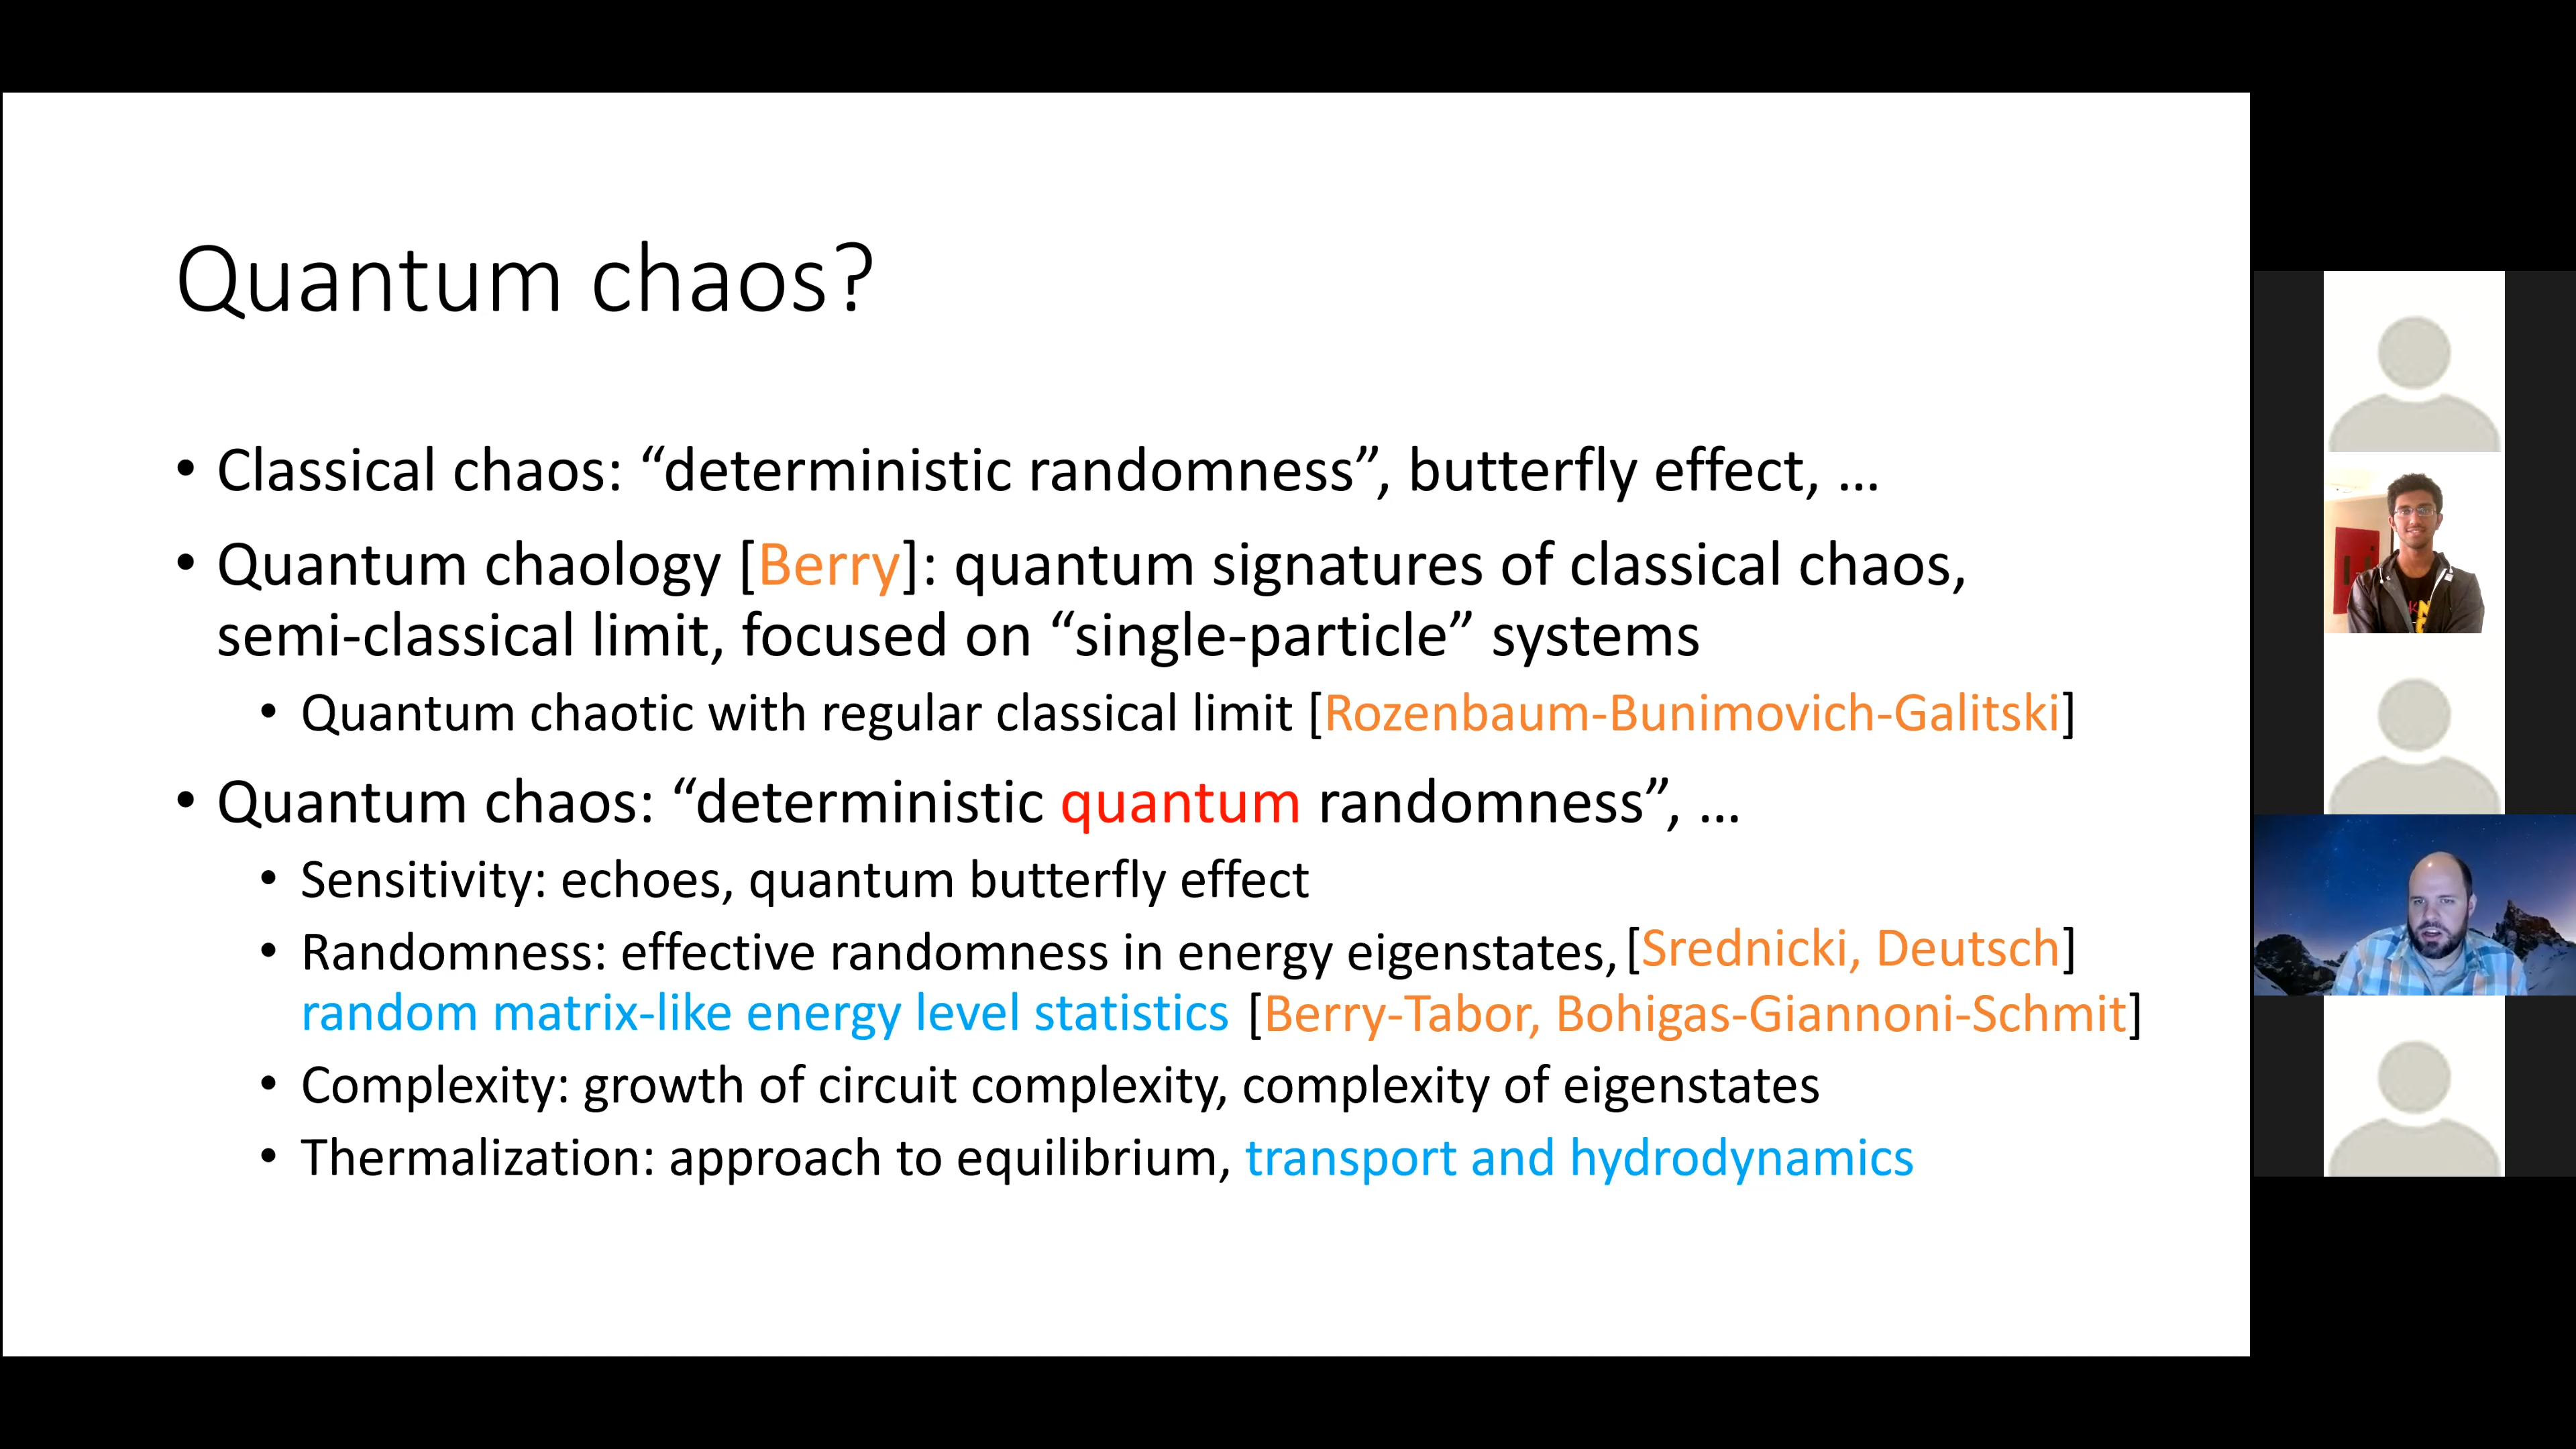 Quantum chaos?
• Classical chaos: “deterministic randomness”, butterfly effect, ...
• Quantum chaology [Berry]: quantum signatures of classical chaos,
semi-classical limit, focused on “single-particle” systems
• Quantum chaotic with regular classical limit [Rozenbaum-Bunimovich-Galitski]
• Quantum chaos: “deterministic quantum randomness”, ...
• Sensitivity: echoes, quantum butterfly effect
• Randomness: effective randomness in energy eigenstates, [Srednicki, Deutsch]
random matrix-like energy level statistics [Berry-Tabor, Bohigas-Giannoni-Schmit]
• Complexity: growth of circuit complexity, complexity of eigenstates
• Thermalization: approach to equilibrium, transport and hydrodynamics